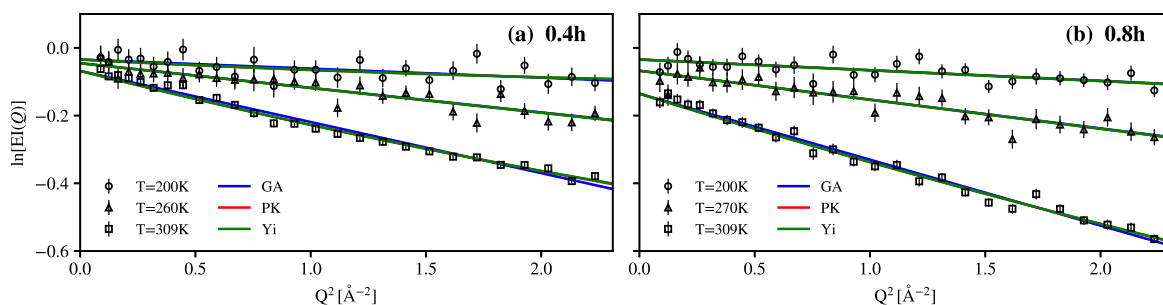 (a) 0.4h
ln[EI(Q)]
0.0
−0.2
−0.4
−0.6
T=200K
T=260K
T=309K
GA
PK
Yi
0.0 0.5 1.0 1.5 2.0
Q² [Å⁻²]
(b) 0.8h
T=200K
T=270K
T=309K
GA
PK
Yi
0.0 0.5 1.0 1.5 2.0
Q² [Å⁻²]